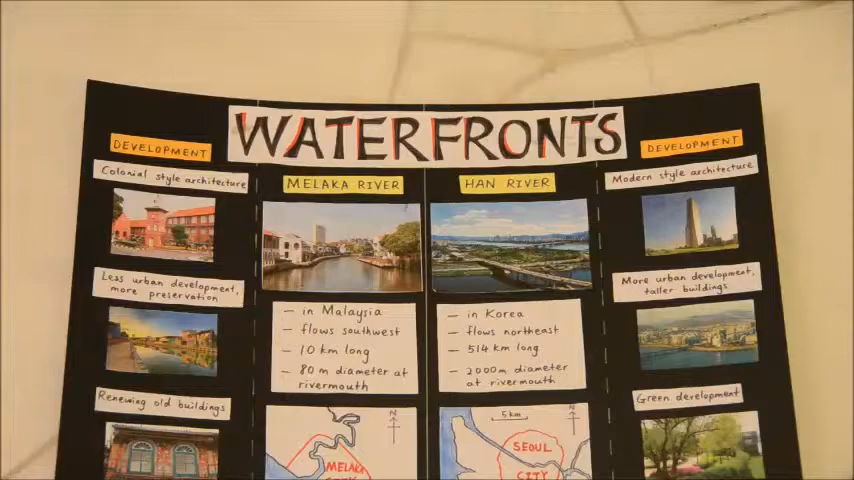 WATERFRONTS
DEVELOPMENT
Colonial style architecture
Less urban development,
more preservation
Renewing old buildings
MELAKA RIVER
— in Malaysia
— flows southwest
— 10 km long
— 80 m diameter at
rivermouth
N
MELAKA
HAN RIVER
— in Korea
— flows northeast
— 514 km long
— 2000m diameter
at rivermouth
5 km
N
SEOUL
CITY
DEVELOPMENT
Modern style architecture
More urban development,
taller buildings
Green development